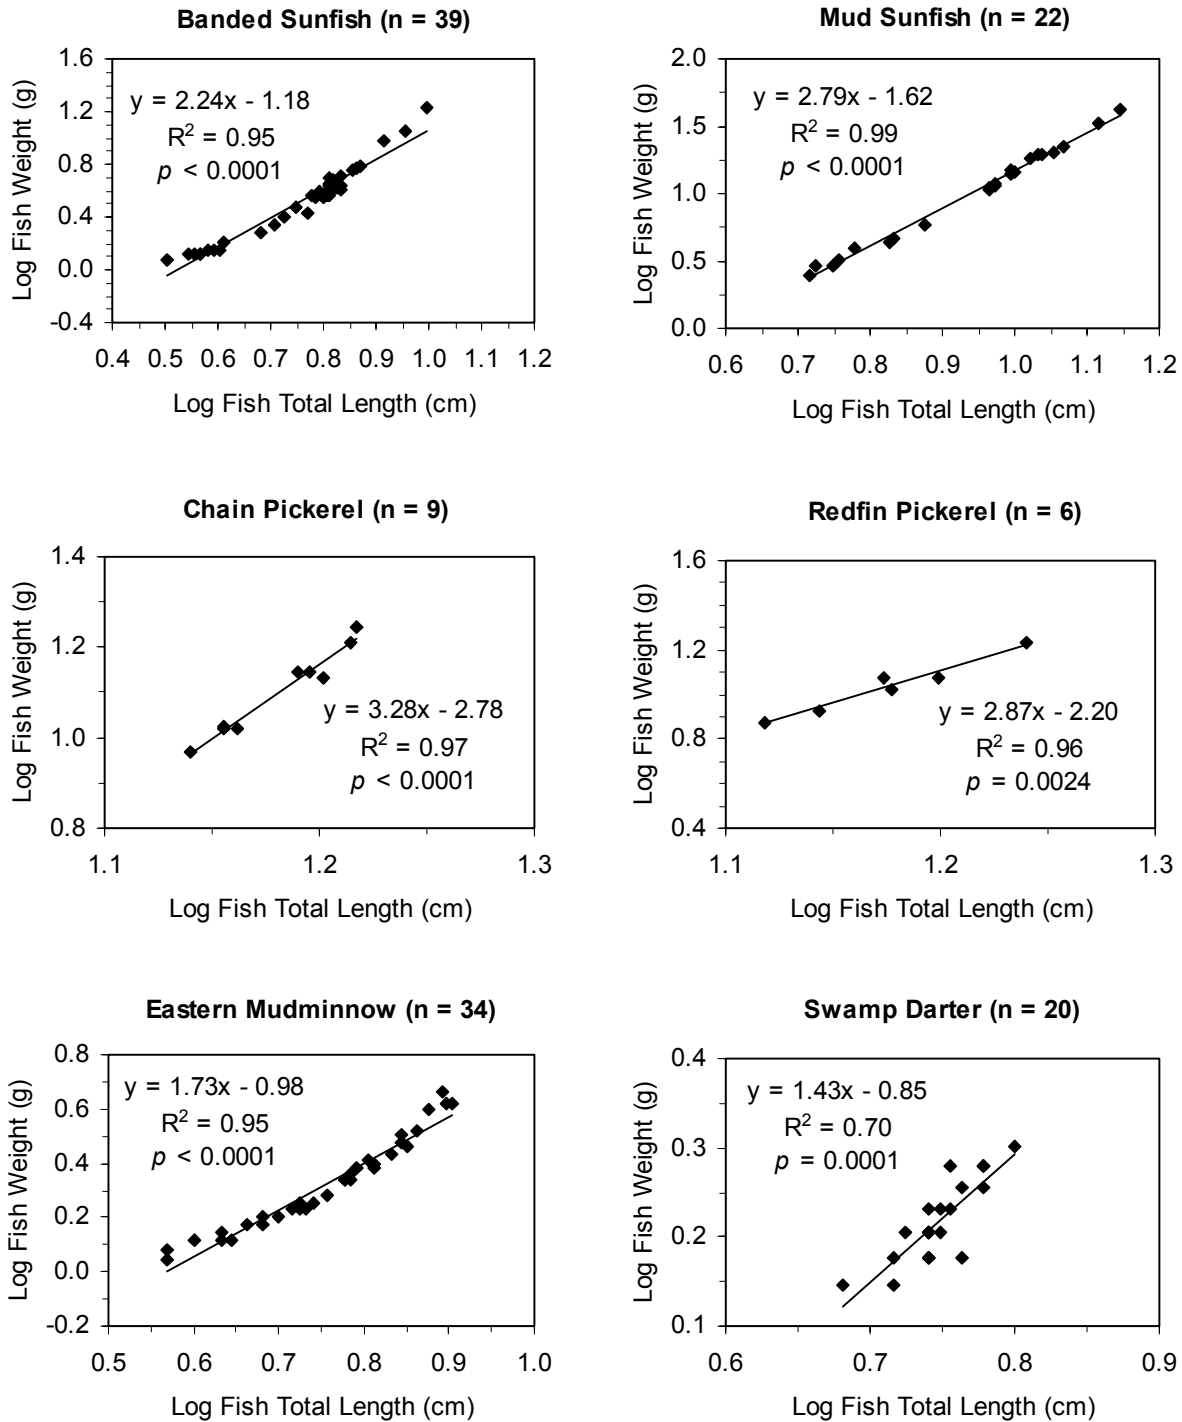 Banded Sunfish (n = 39)
Log Fish Weight (g)
1.6
1.2
0.8
0.4
0.0
-0.4
y = 2.24x - 1.18
R² = 0.95
p < 0.0001
0.4 0.5 0.6 0.7 0.8 0.9 1.0 1.2 1.2
Log Fish Total Length (cm)
Mud Sunfish (n = 22)
Log Fish Weight (g)
2.0
1.5
1.0
0.5
0.0
y = 2.79x - 1.62
R² = 0.99
p < 0.0001
0.6 0.7 0.8 0.9 1.0 1.1 1.2
Log Fish Total Length (cm)
Chain Pickerel (n = 9)
Log Fish Weight (g)
1.4
1.2
1.0
0.8
y = 3.28x - 2.78
R² = 0.97
p < 0.0001
1.1 1.2 1.3
Log Fish Total Length (cm)
Redfin Pickerel (n = 6)
Log Fish Weight (g)
1.6
1.2
0.8
0.4
y = 2.87x - 2.20
R² = 0.96
p = 0.0024
1.1 1.2 1.3
Log Fish Total Length (cm)
Eastern Mudminnow (n = 34)
Log Fish Weight (g)
0.8
0.6
0.4
0.2
0.0
-0.2
y = 1.73x - 0.98
R² = 0.95
p < 0.0001
0.5 0.6 0.7 0.8 0.9 1.0
Log Fish Total Length (cm)
Swamp Darter (n = 20)
Log Fish Weight (g)
0.4
0.3
0.2
0.1
y = 1.43x - 0.85
R² = 0.70
p = 0.0001
0.6 0.7 0.8 0.9
Log Fish Total Length (cm)